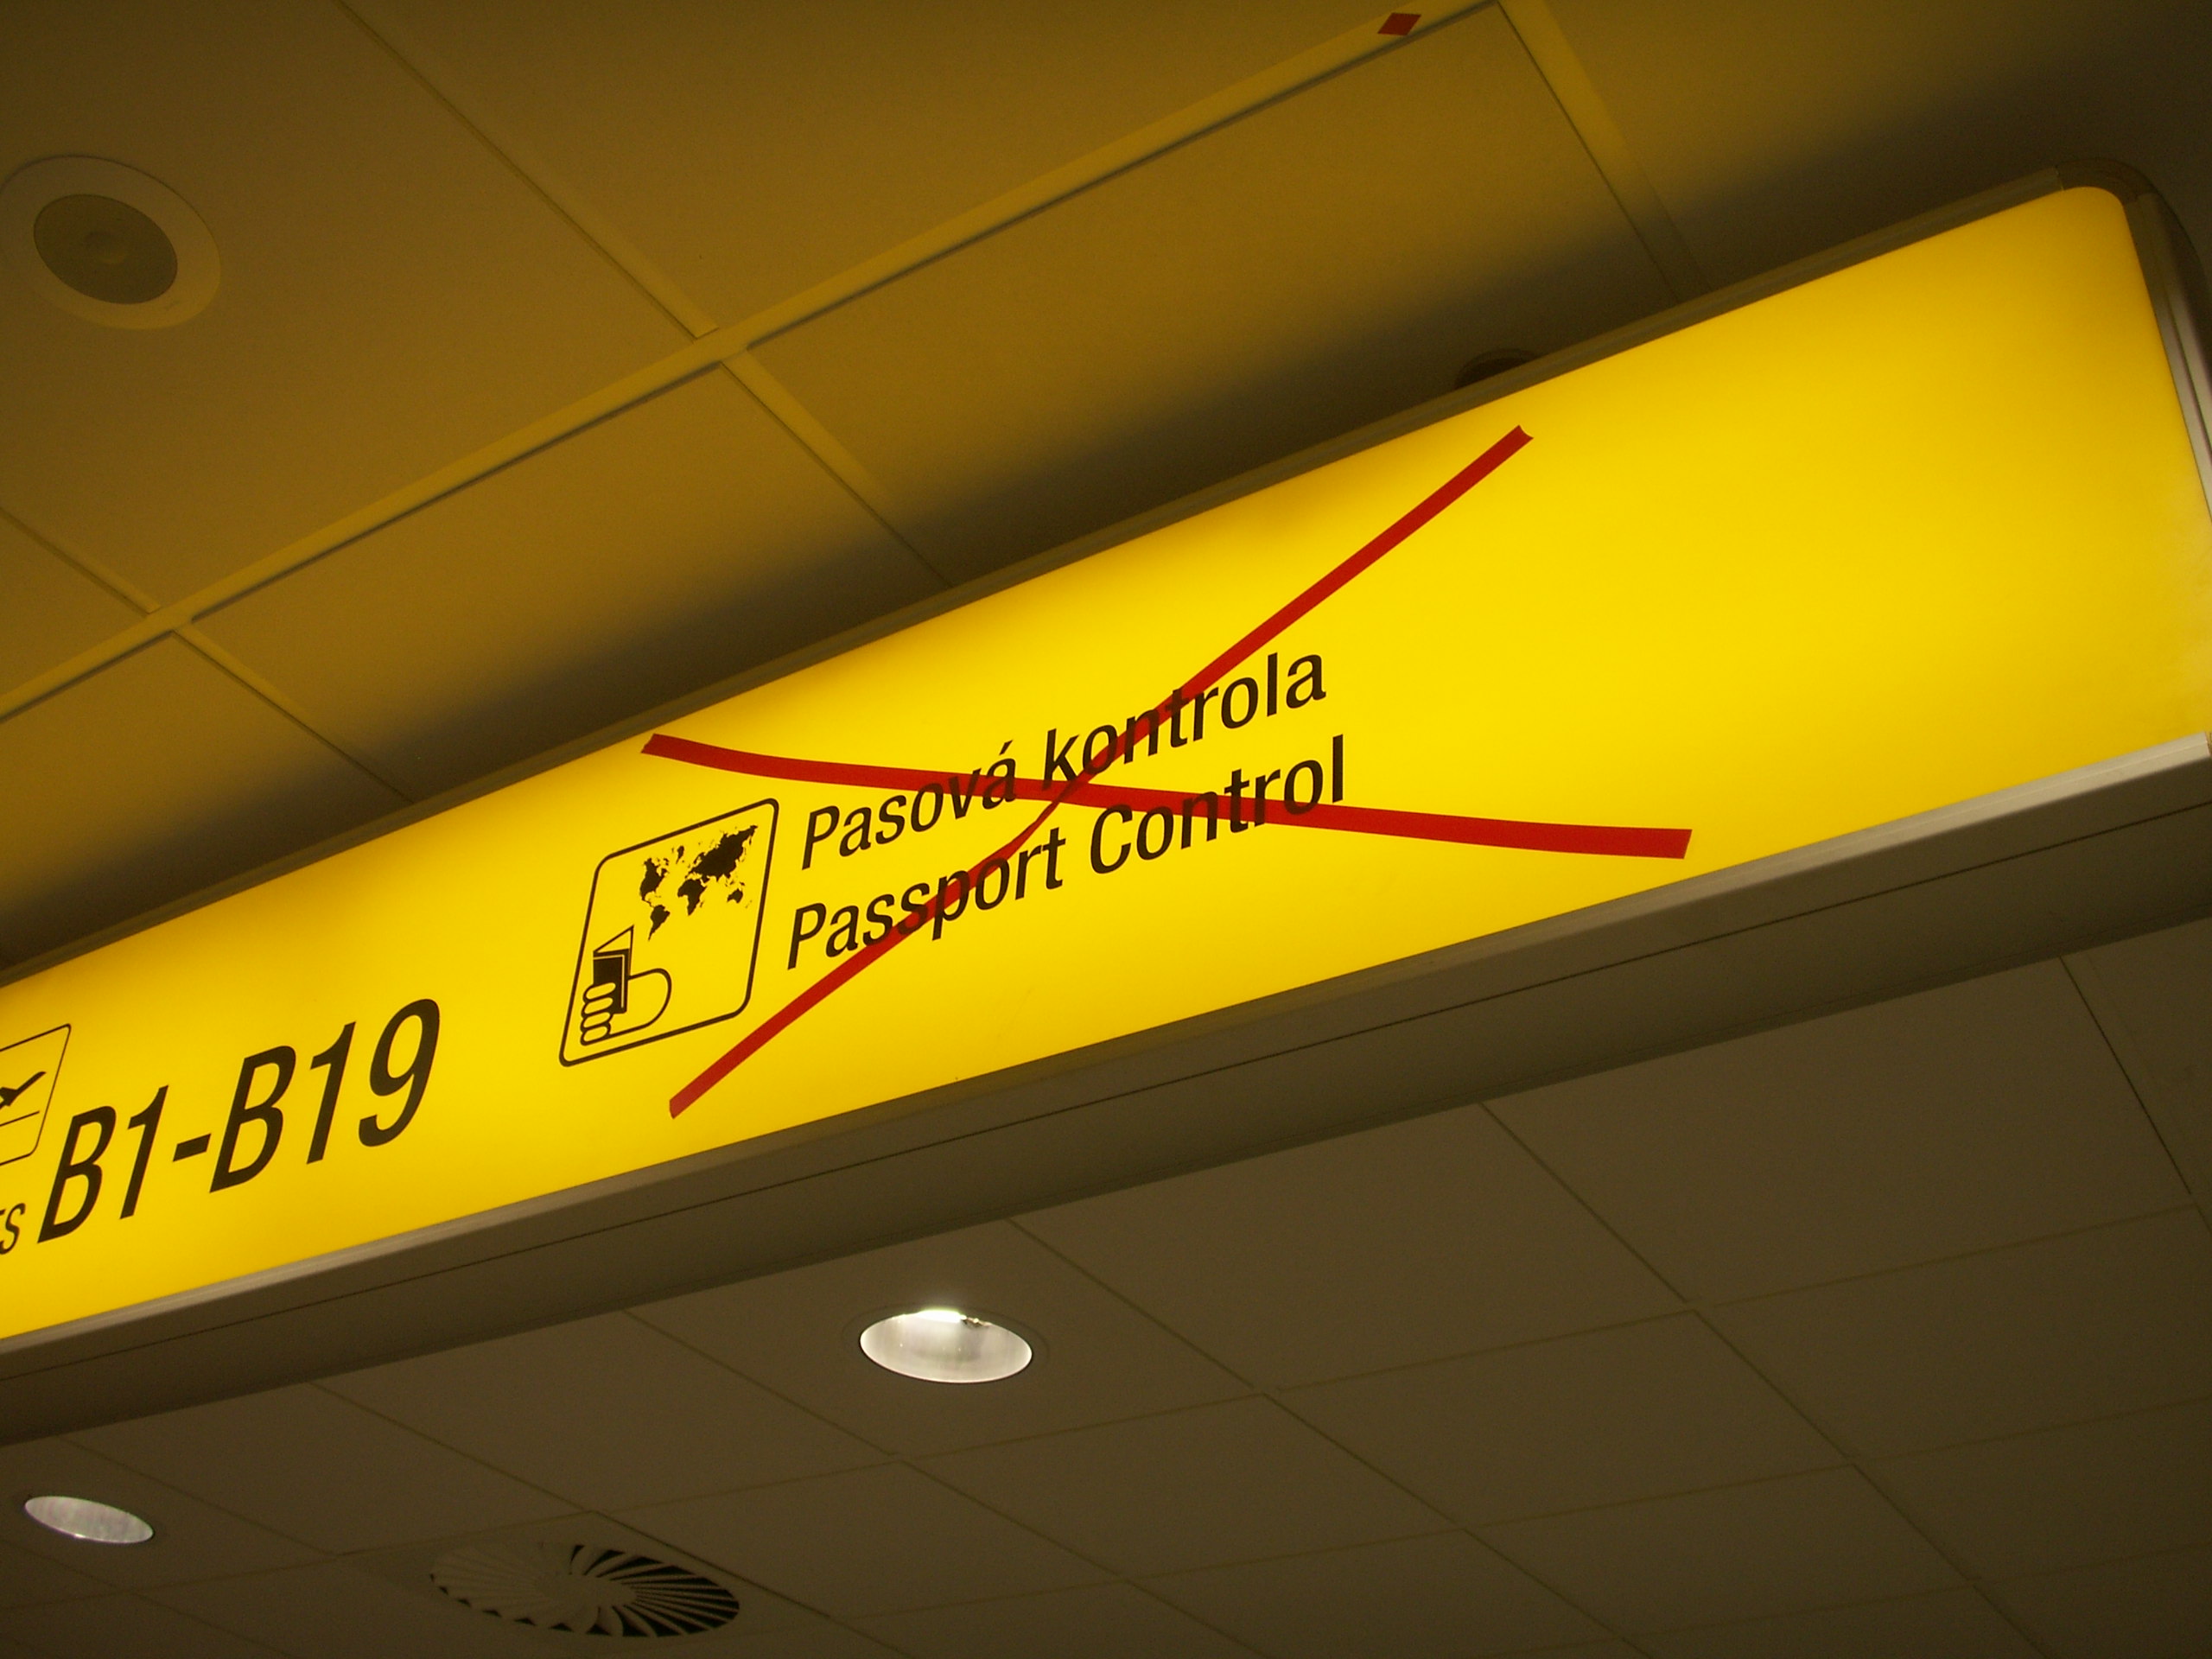 B1-B19
Pasová kontrola
Passport Control